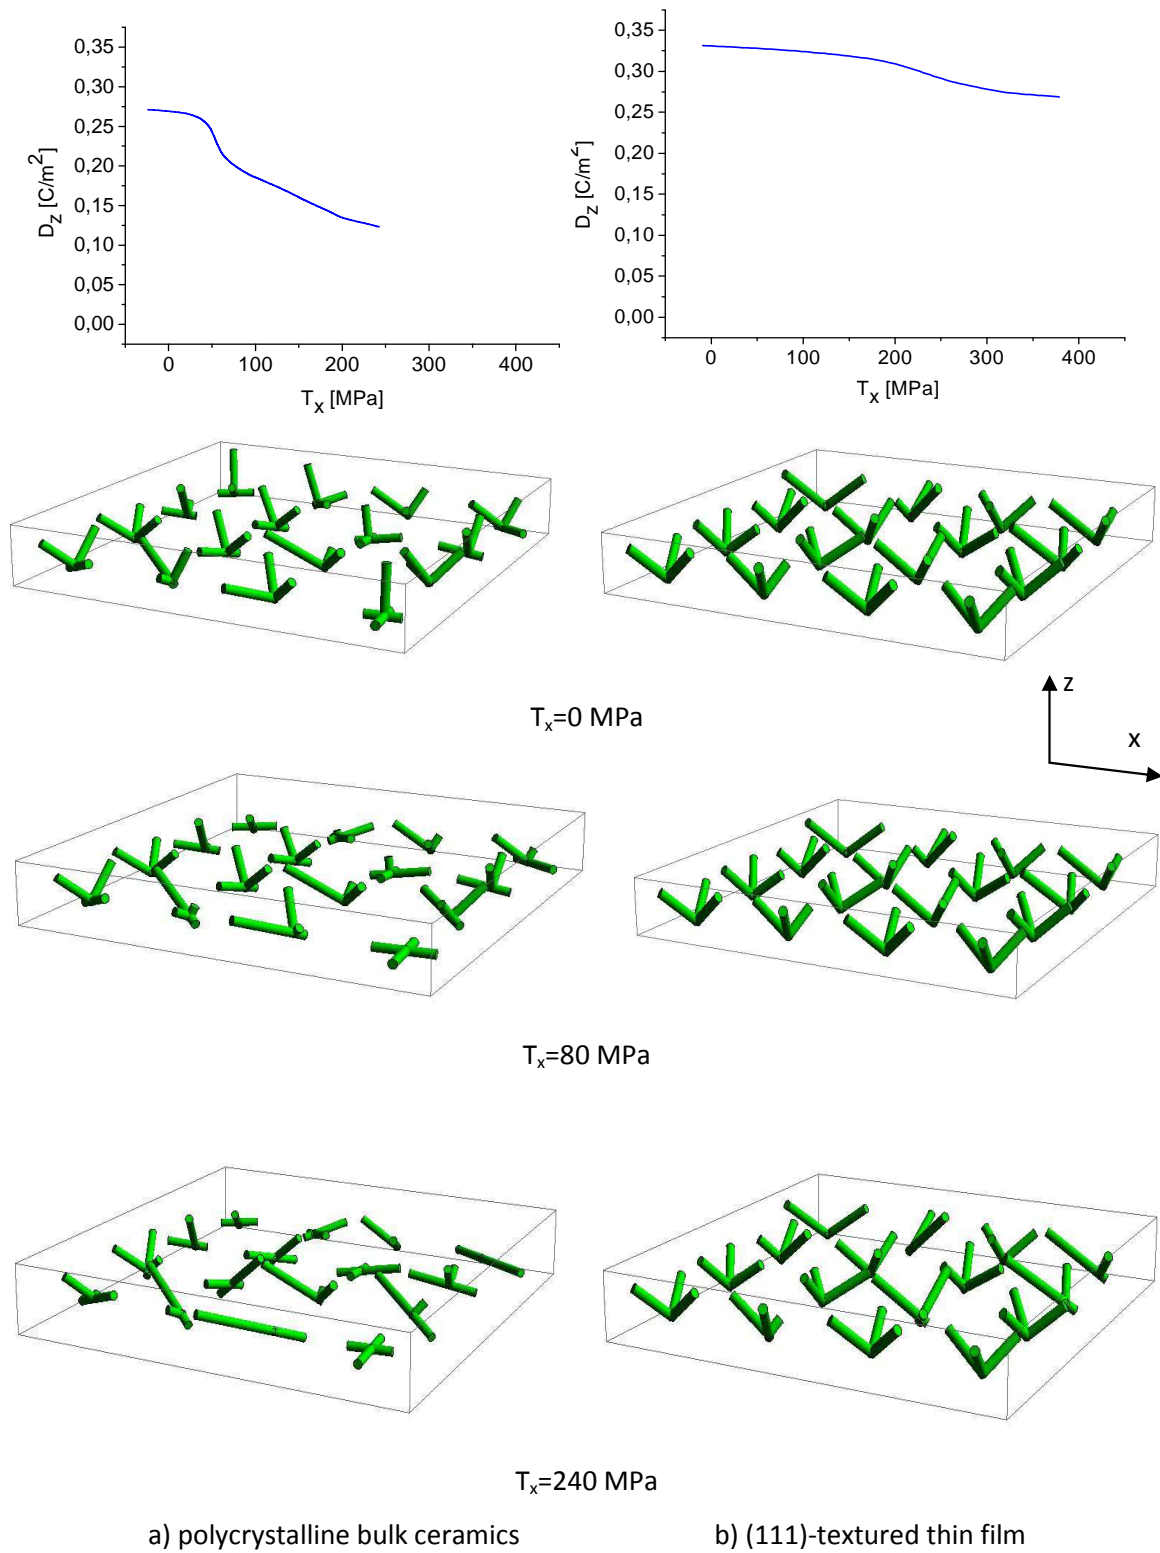 0,35
0,30
0,25
0,20
0,15
0,10
0,05
0,00
D_z [C/m^2]
0 100 200 300 400
T_x [MPa]
0,35
0,30
0,25
0,20
0,15
0,10
0,05
0,00
D_z [C/m^2]
0 100 200 300 400
T_x [MPa]
z
x
T_x=0 MPa
T_x=80 MPa
T_x=240 MPa
a) polycrystalline bulk ceramics
b) (111)-textured thin film